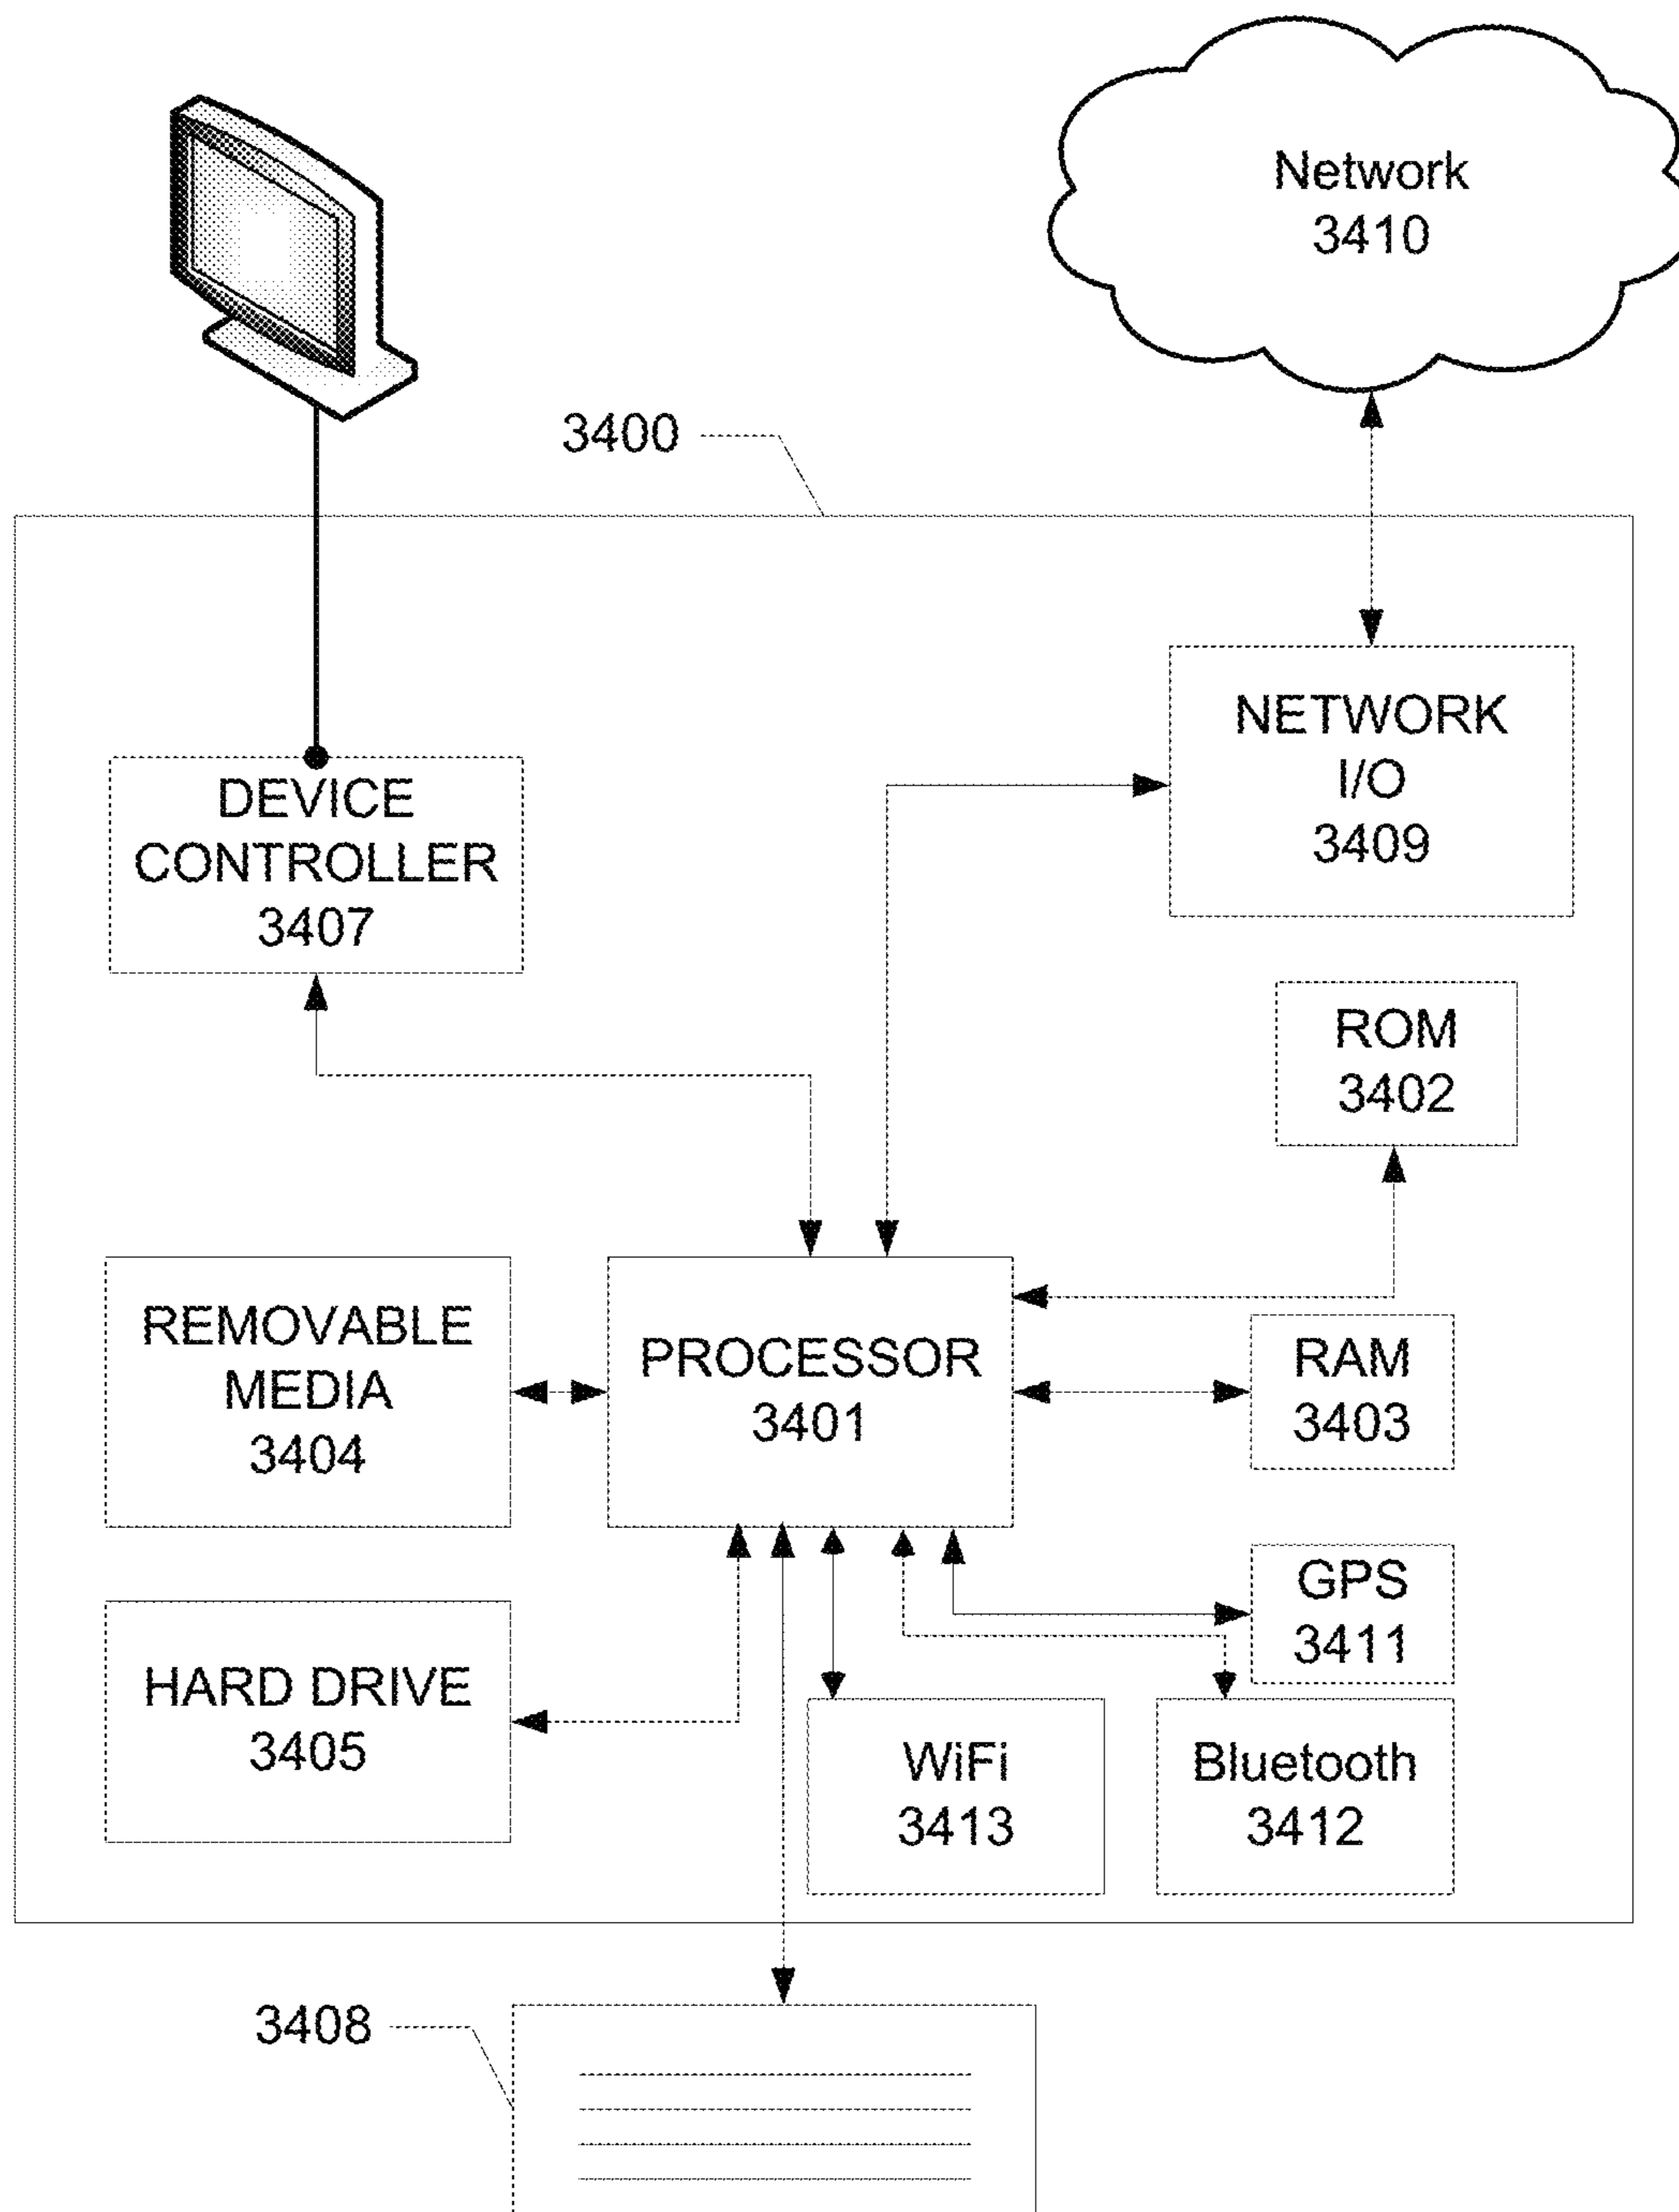 Network
3410
3400
NETWORK
I/O
3409
DEVICE
CONTROLLER
3407
ROM
3402
REMOVABLE
MEDIA
3404
PROCESSOR
3401
RAM
3403
GPS
3411
HARD DRIVE
3405
WiFi
3413
Bluetooth
3412
3408